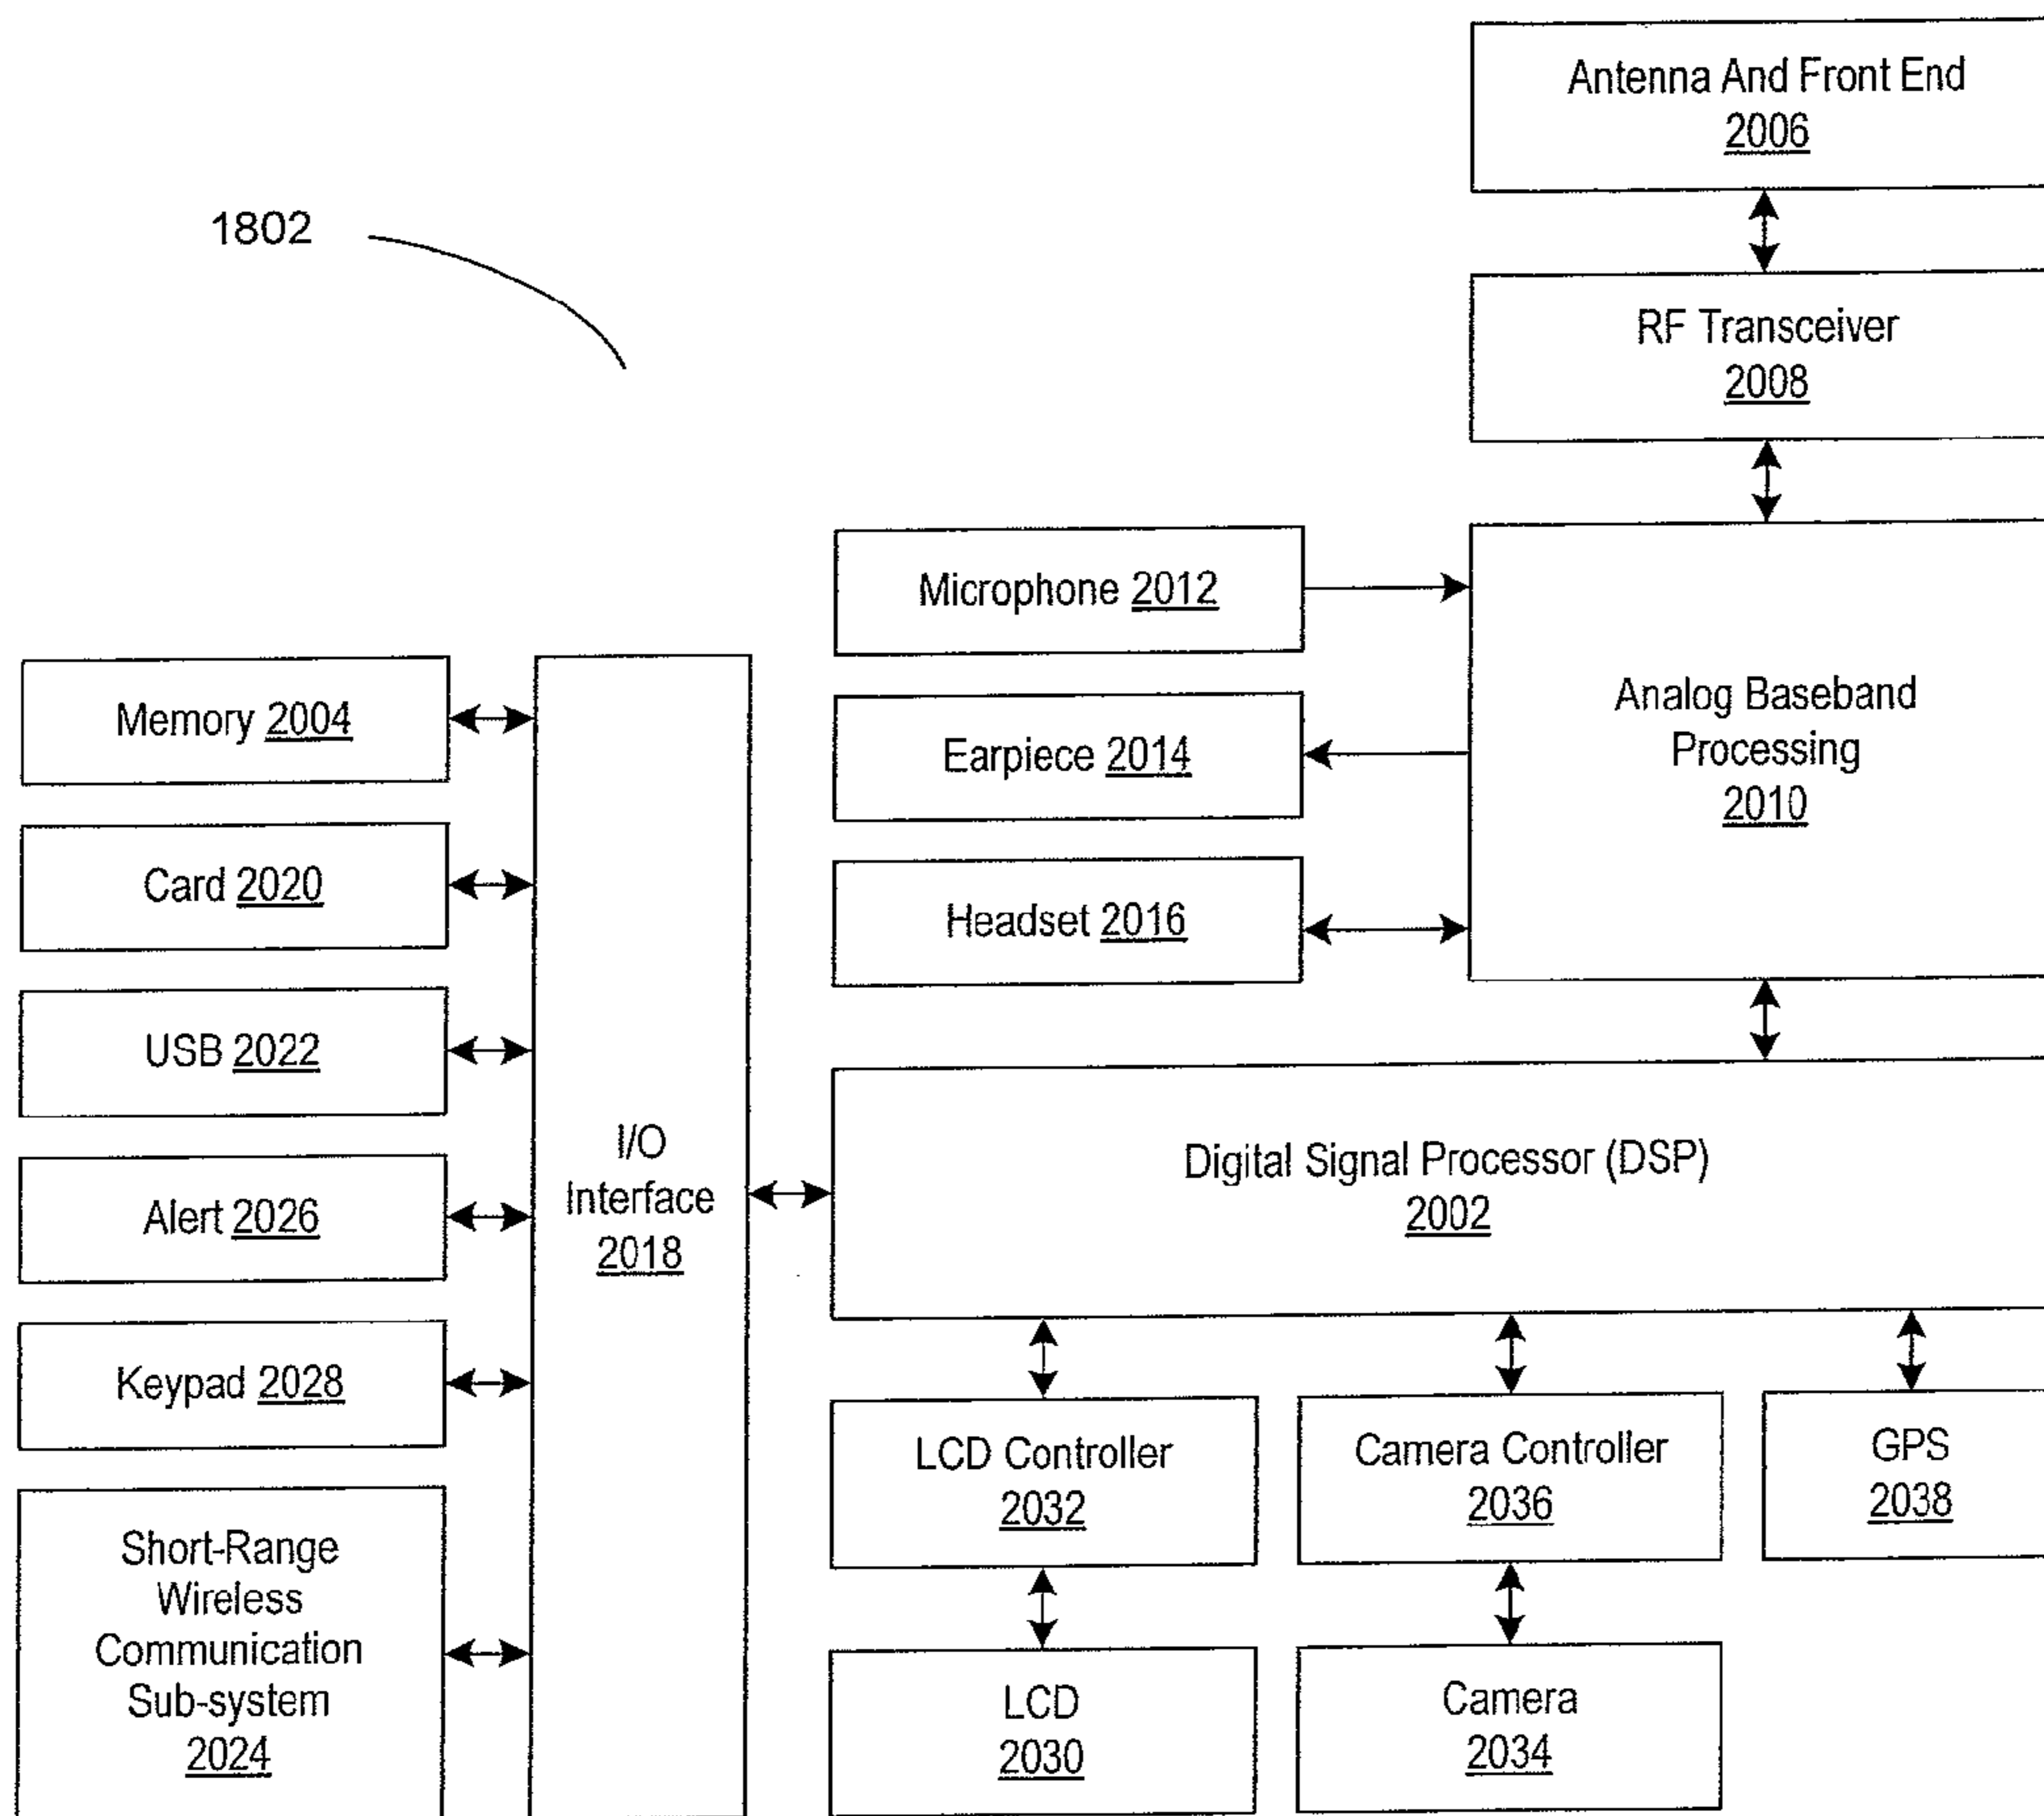 Antenna And Front End
2006
1802
RF Transceiver
2008
Microphone 2012
Analog Baseband
Processing
2010
Earpiece 2014
Headset 2016
Memory 2004
Card 2020
USB 2022
Alert 2026
Keypad 2028
Short-Range
Wireless
Communication
Sub-system
2024
I/O
Interface
2018
Digital Signal Processor (DSP)
2002
LCD Controller
2032
Camera Controller
2036
GPS
2038
LCD
2030
Camera
2034